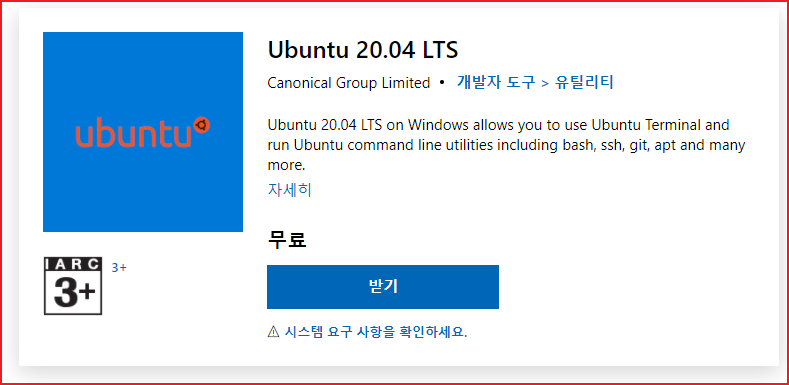 Ubuntu 20.04 LTS
Canonical Group Limited • 개발자 도구 > 유틸리티
ubuntu
Ubuntu 20.04 LTS on Windows allows you to use Ubuntu Terminal and
run Ubuntu command line utilities including bash, ssh, git, apt and many
more.
자세히
무료
IARC
3+
3+
받기
⚠ 시스템 요구 사항을 확인하세요.